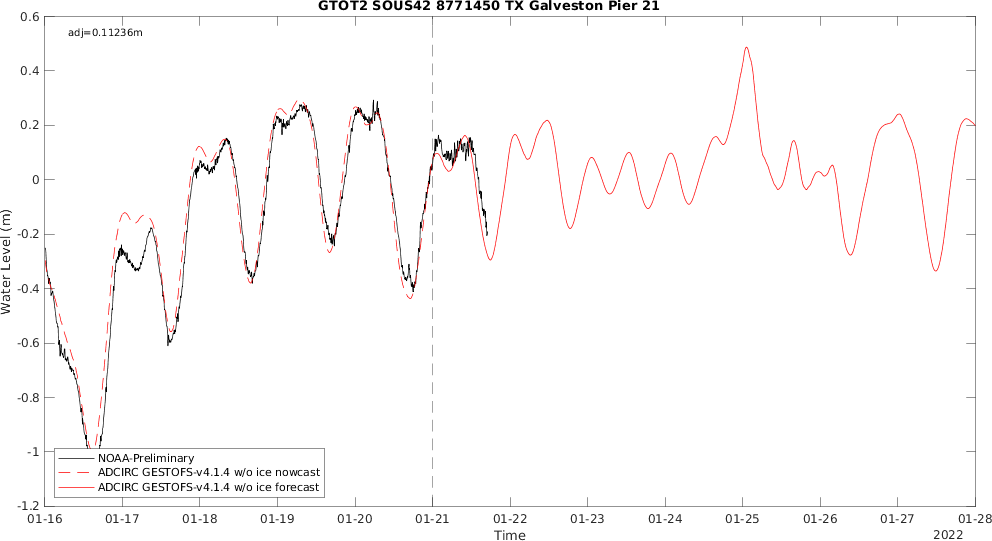 GTOT2 SOUS42 8771450 TX Galveston Pier 21
adj=0.11236m
0.6
0.4
0.2
0
-0.2
-0.4
-0.6
-0.8
-1
-1.2
Water Level (m)
NOAA-Preliminary
ADCIRC GESTOFS-v4.1.4 w/o ice nowcast
ADCIRC GESTOFS-v4.1.4 w/o ice forecast
01-16 01-17 01-18 01-19 01-20 01-21 01-22 01-23 01-24 01-25 01-26 01-27 01-28
Time
2022